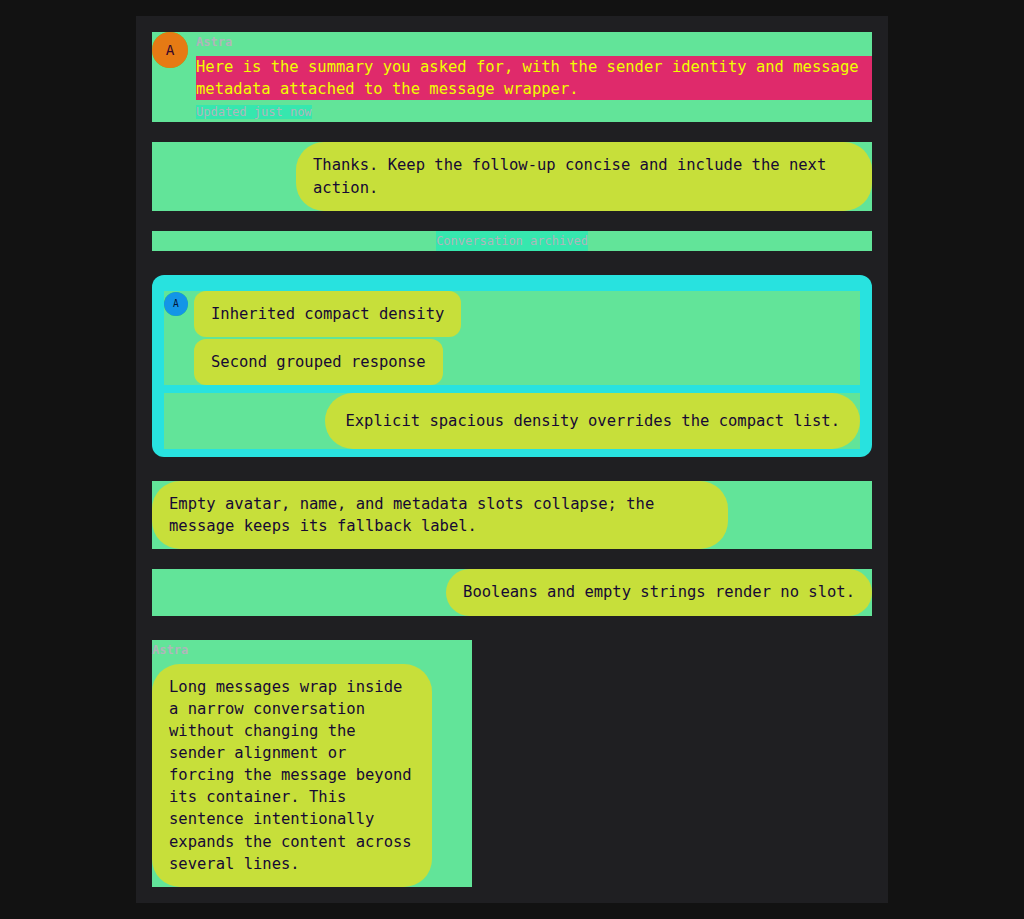 A
Here is the summary you asked for, with the sender identity and message
metadata attached to the message wrapper.
Updated just now
Thanks. Keep the follow-up concise and include the next
action.
Conversation archived
A
Inherited compact density
Second grouped response
Explicit spacious density overrides the compact list.
Empty avatar, name, and metadata slots collapse; the
message keeps its fallback label.
Booleans and empty strings render no slot.
Long messages wrap inside
a narrow conversation
without changing the
sender alignment or
forcing the message beyond
its container. This
sentence intentionally
expands the content across
several lines.